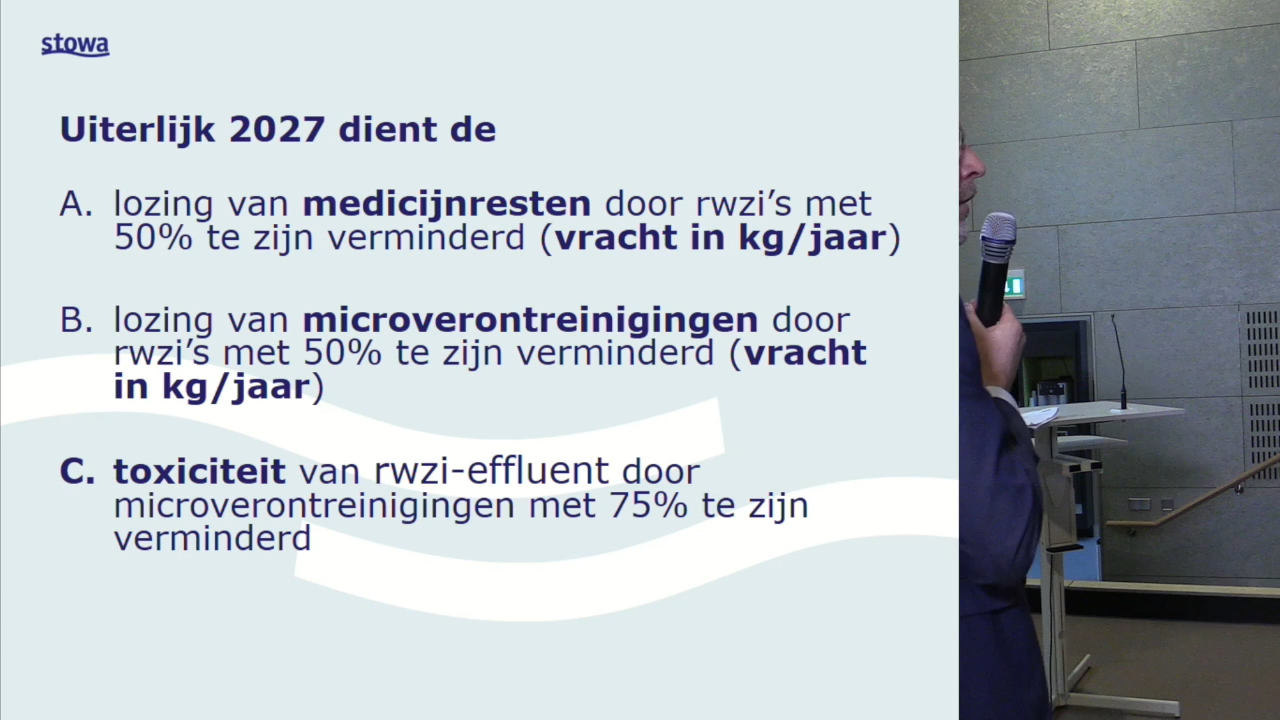 stowa
Uiterlijk 2027 dient de
A. lozing van medicijnresten door rwzi’s met
50% te zijn verminderd (vracht in kg/jaar)
B. lozing van microverontreinigingen door
rwzi’s met 50% te zijn verminderd (vracht
in kg/jaar)
C. toxiciteit van rwzi-effluent door
microverontreinigingen met 75% te zijn
verminderd